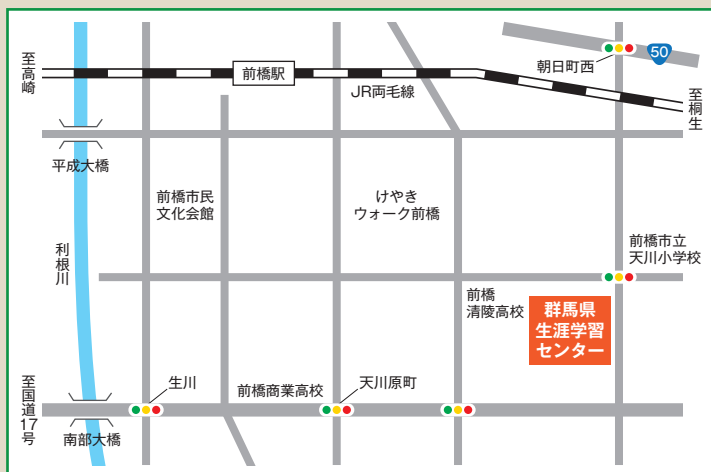 50
朝日町西
至高崎
前橋駅
JR両毛線
至桐生
平成大橋
前橋市民
文化会館
けやき
ウォーク前橋
利根川
前橋市立
天川小学校
前橋
清陵高校
群馬県
生涯学習
センター
至国道17号
生川
前橋商業高校
天川原町
南部大橋